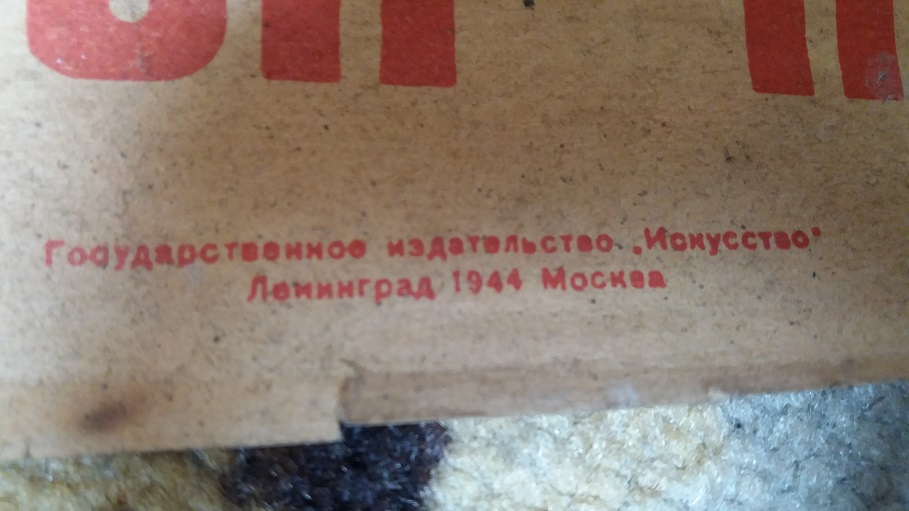 Государственное издательство „Искусство"
Ленинград 1944 Москва